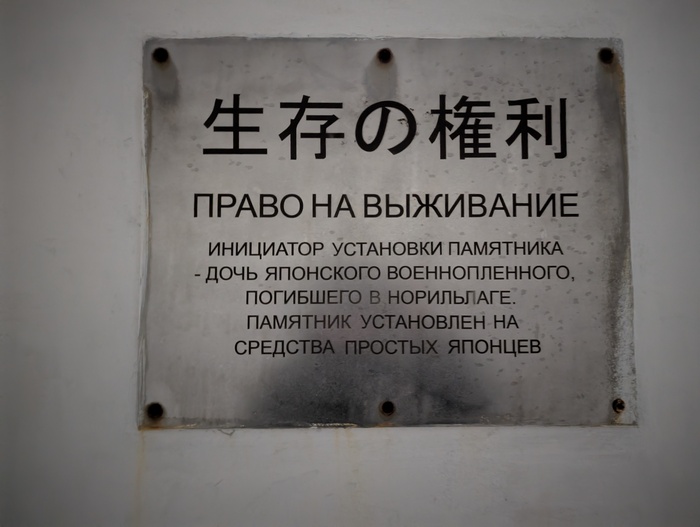 生存の権利
ПРАВО НА ВЫЖИВАНИЕ
ИНИЦИАТОР УСТАНОВКИ ПАМЯТНИКА
- ДОЧЬ ЯПОНСКОГО ВОЕННОПЛЕННОГО,
ПОГИБШЕГО В НОРИЛЬЛАГЕ.
ПАМЯТНИК УСТАНОВЛЕН НА
СРЕДСТВА ПРОСТЫХ ЯПОНЦЕВ